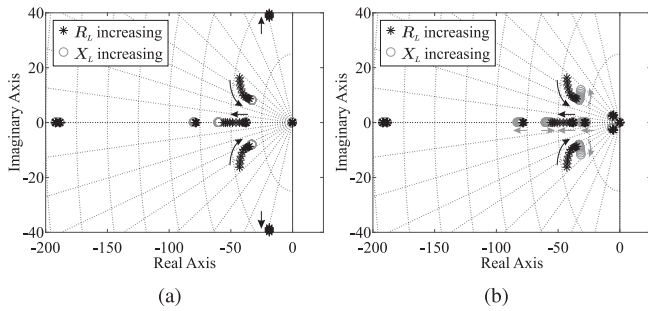 40
20
0
-20
-40
-200
-150
-100
-50
0
Imaginary Axis
Real Axis
R_L increasing
X_L increasing
(a)
40
20
0
-20
-40
-200
-150
-100
-50
0
Imaginary Axis
Real Axis
R_L increasing
X_L increasing
(b)